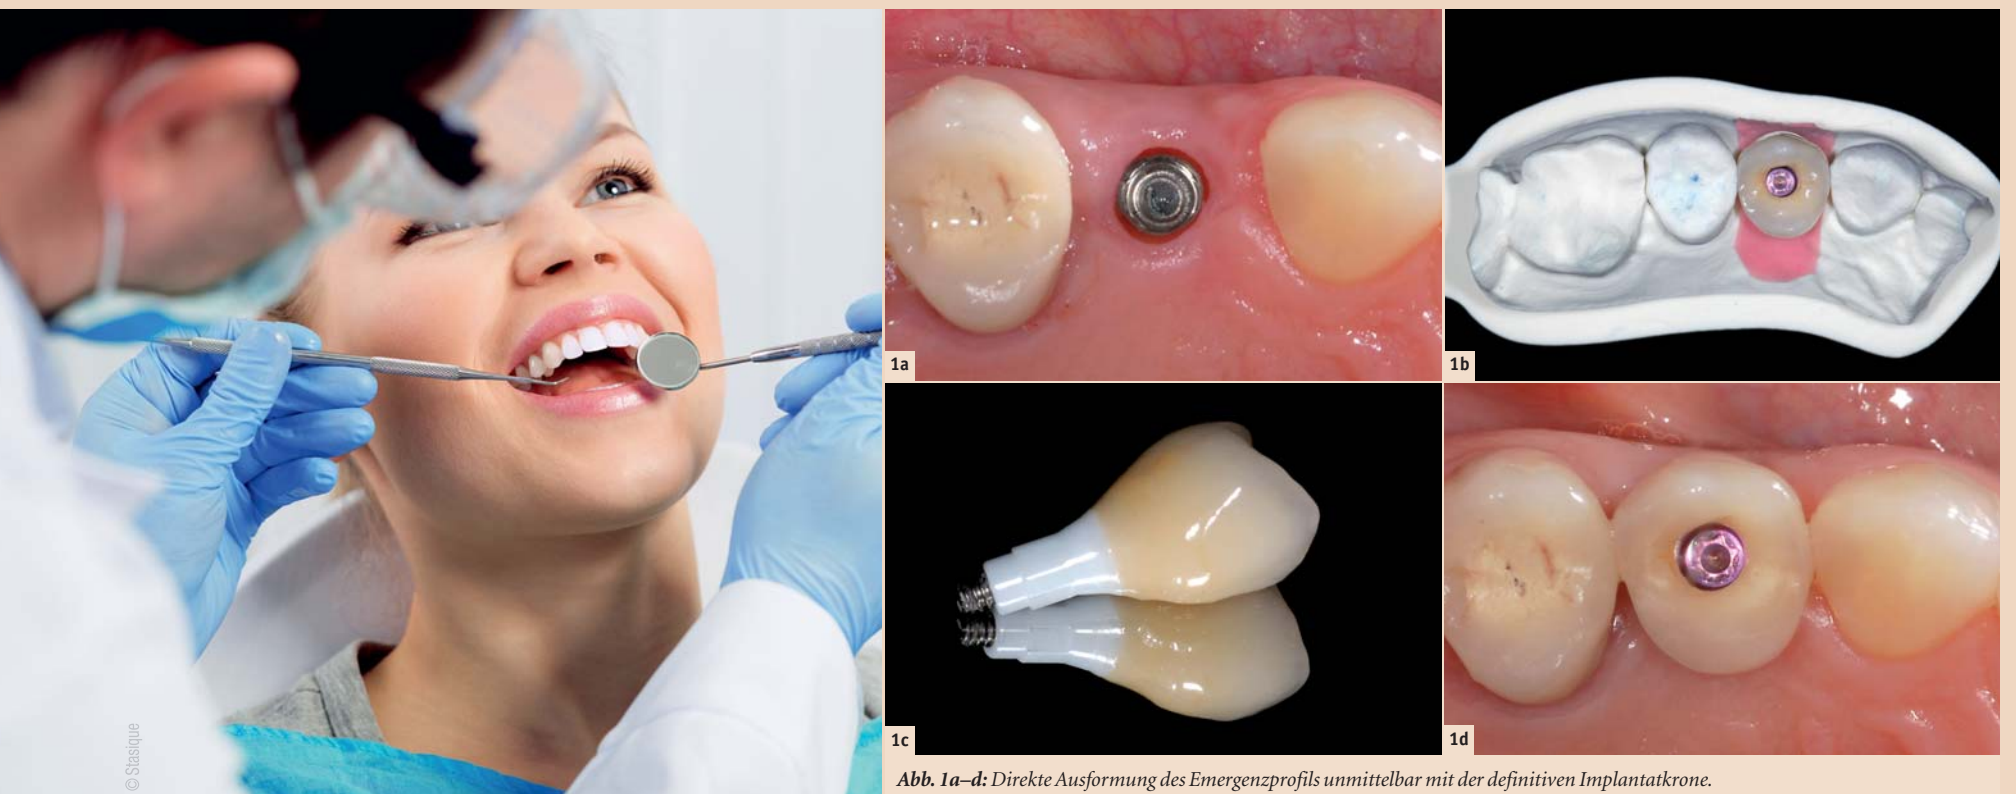 1a
1b
1c
1d
© Stasique
Abb. 1a–d: Direkte Ausformung des Emergenzprofils unmittelbar mit der definitiven Implantatkrone.